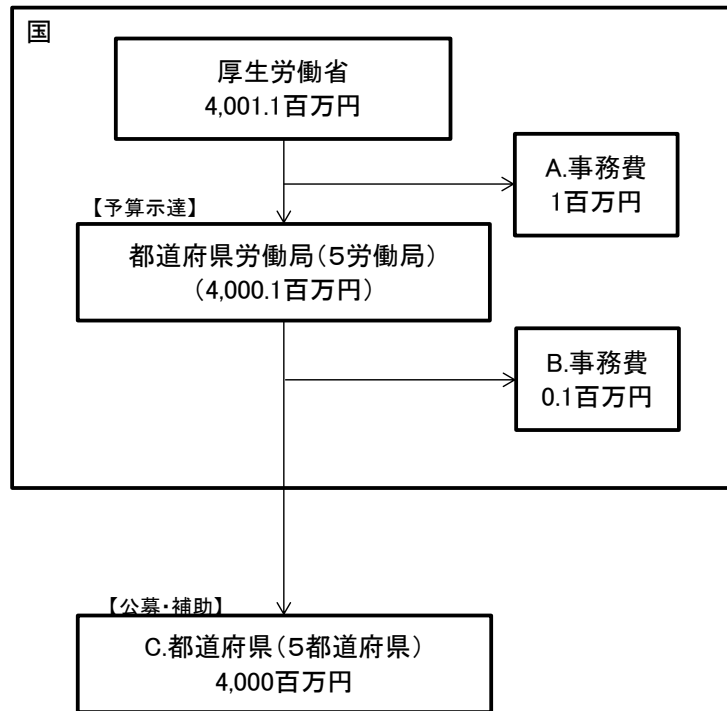 国
厚生労働省
4,001.1百万円
A.事務費
1百万円
【予算示達】
都道府県労働局（５労働局）
（4,000.1百万円）
B.事務費
0.1百万円
【公募・補助】
C.都道府県（５都道府県）
4,000百万円